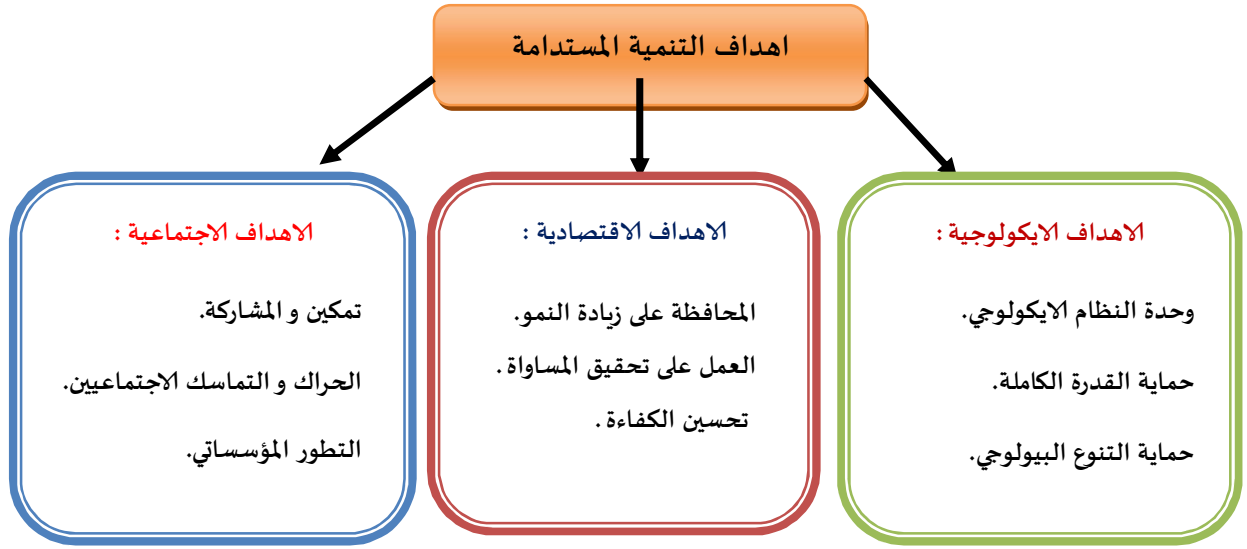 اهداف التنمية المستدامة
الاهداف الايكولوجية :
وحدة النظام الايكولوجي.
حماية القدرة الكاملة.
حماية التنوع البيولوجي.
الاهداف الاقتصادية :
المحافظة على زيادة النمو.
العمل على تحقيق المساواة .
تحسين الكفاءة .
الاهداف الاجتماعية :
تمكين و المشاركة.
الحراك و التماسك الاجتماعيين.
التطور المؤسساتي.